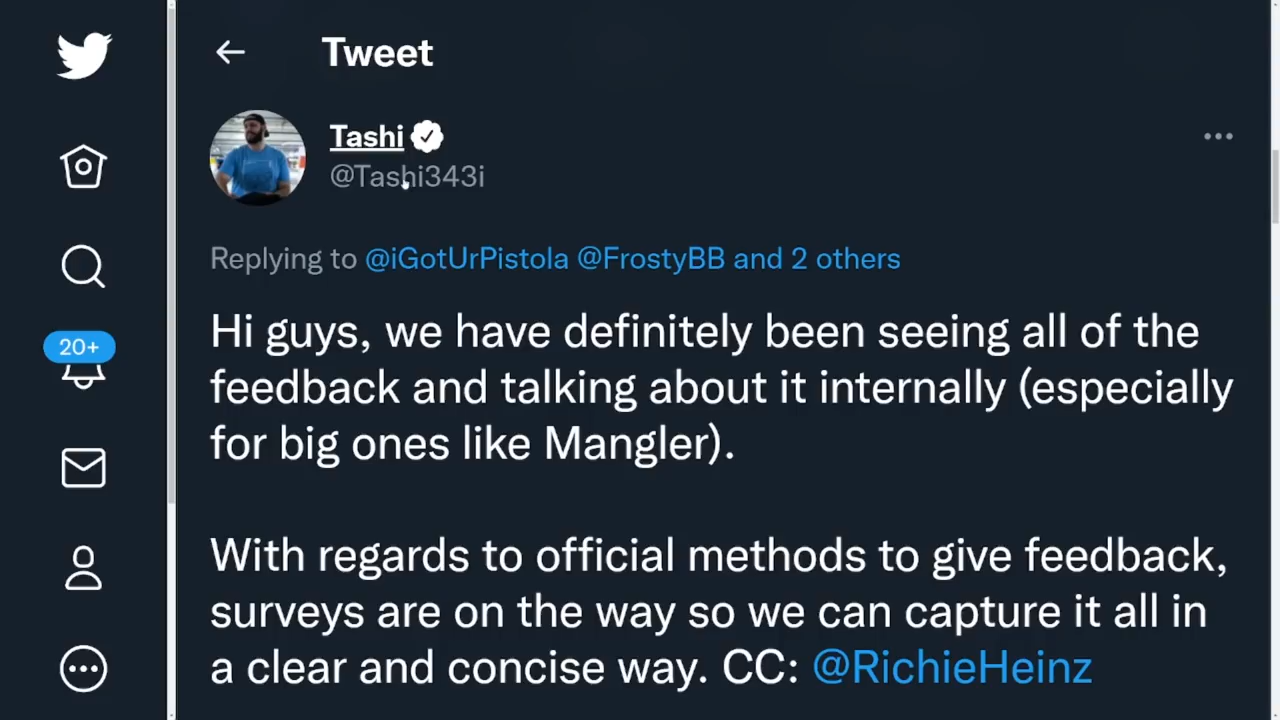 Tweet
Tashi
@Tashi343i
Replying to @iGotUrPistola @FrostyBB and 2 others
Hi guys, we have definitely been seeing all of the
feedback and talking about it internally (especially
for big ones like Mangler).
20+
With regards to official methods to give feedback,
surveys are on the way so we can capture it all in
a clear and concise way. CC: @RichieHeinz